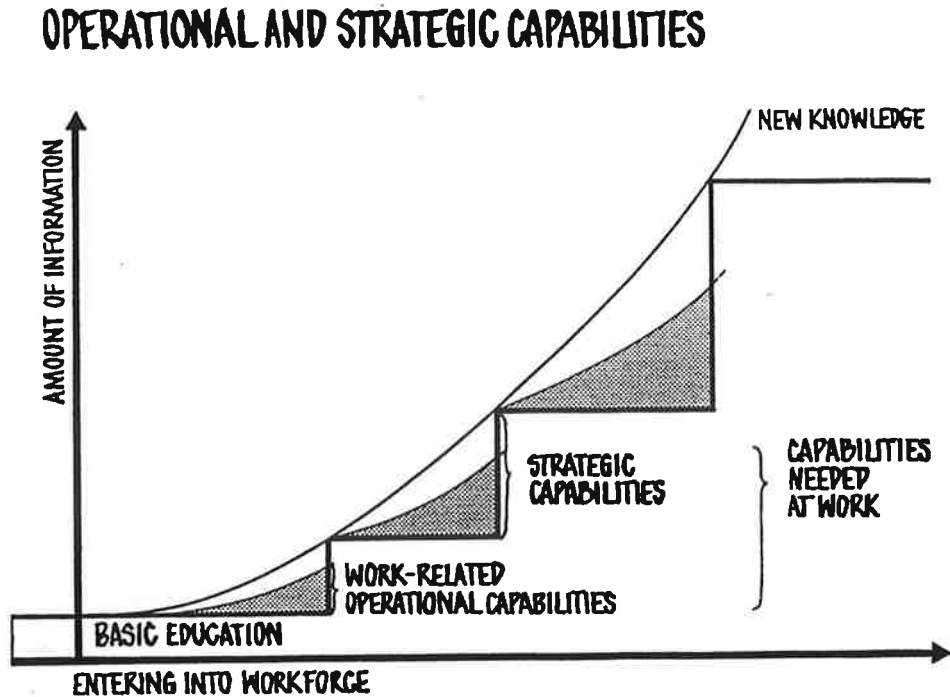 OPERATIONAL AND STRATEGIC CAPABILITIES
NEW KNOWLEDGE
AMOUNT OF INFORMATION
STRATEGIC
CAPABILITIES
CAPABILITIES
NEEDED
AT WORK
WORK-RELATED
OPERATIONAL CAPABILITIES
BASIC EDUCATION
ENTERING INTO WORKFORCE